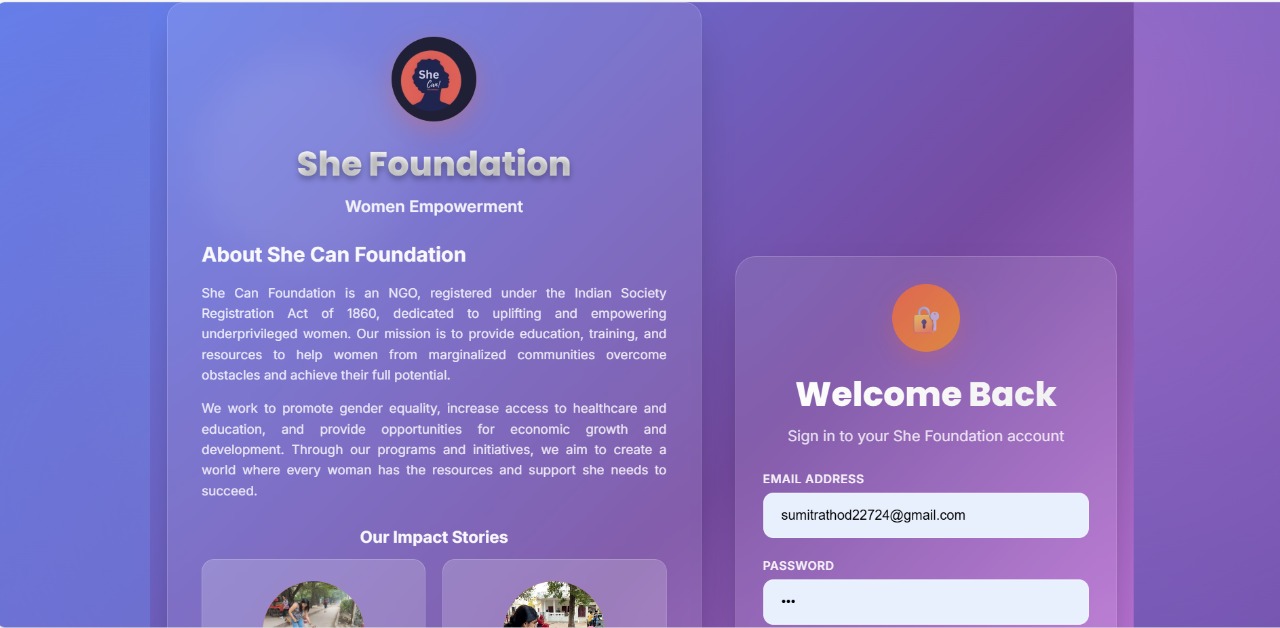 She
Can!
She Foundation
Women Empowerment
About She Can Foundation
She Can Foundation is an NGO, registered under the Indian Society
Registration Act of 1860, dedicated to uplifting and empowering
underprivileged women. Our mission is to provide education, training, and
resources to help women from marginalized communities overcome
obstacles and achieve their full potential.
We work to promote gender equality, increase access to healthcare and
education, and provide opportunities for economic growth and
development. Through our programs and initiatives, we aim to create a
world where every woman has the resources and support she needs to
succeed.
Our Impact Stories
Welcome Back
Sign in to your She Foundation account
EMAIL ADDRESS
sumitrathod22724@gmail.com
PASSWORD
•••